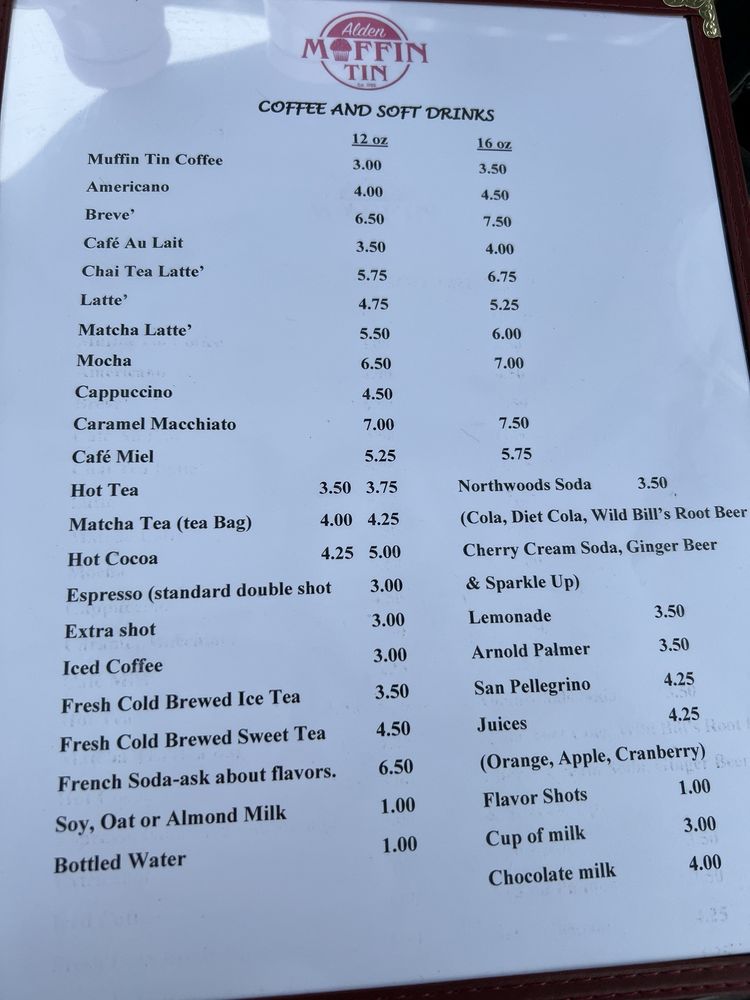 Alden
MUFFIN
TIN
COFFEE AND SOFT DRINKS
12 oz 16 oz
Muffin Tin Coffee 3.00 3.50
Americano 4.00 4.50
Breve’ 6.50 7.50
Café Au Lait 3.50 4.00
Chai Tea Latte’ 5.75 6.75
Latte’ 4.75 5.25
Matcha Latte’ 5.50 6.00
Mocha 6.50 7.00
Cappuccino 4.50
Caramel Macchiato 7.00 7.50
Café Miel 5.25 5.75
Hot Tea 3.50 3.75
Matcha Tea (tea Bag) 4.00 4.25
Hot Cocoa 4.25 5.00
Espresso (standard double shot 3.00
Extra shot 3.00
Iced Coffee 3.00
Fresh Cold Brewed Ice Tea 3.50
Fresh Cold Brewed Sweet Tea 4.50
French Soda-ask about flavors. 6.50
Soy, Oat or Almond Milk 1.00
Bottled Water 1.00
Northwoods Soda 3.50
(Cola, Diet Cola, Wild Bill’s Root Beer
Cherry Cream Soda, Ginger Beer
& Sparkle Up)
Lemonade 3.50
Arnold Palmer 3.50
San Pellegrino 4.25
Juices 4.25
(Orange, Apple, Cranberry)
Flavor Shots 1.00
Cup of milk 3.00
Chocolate milk 4.00